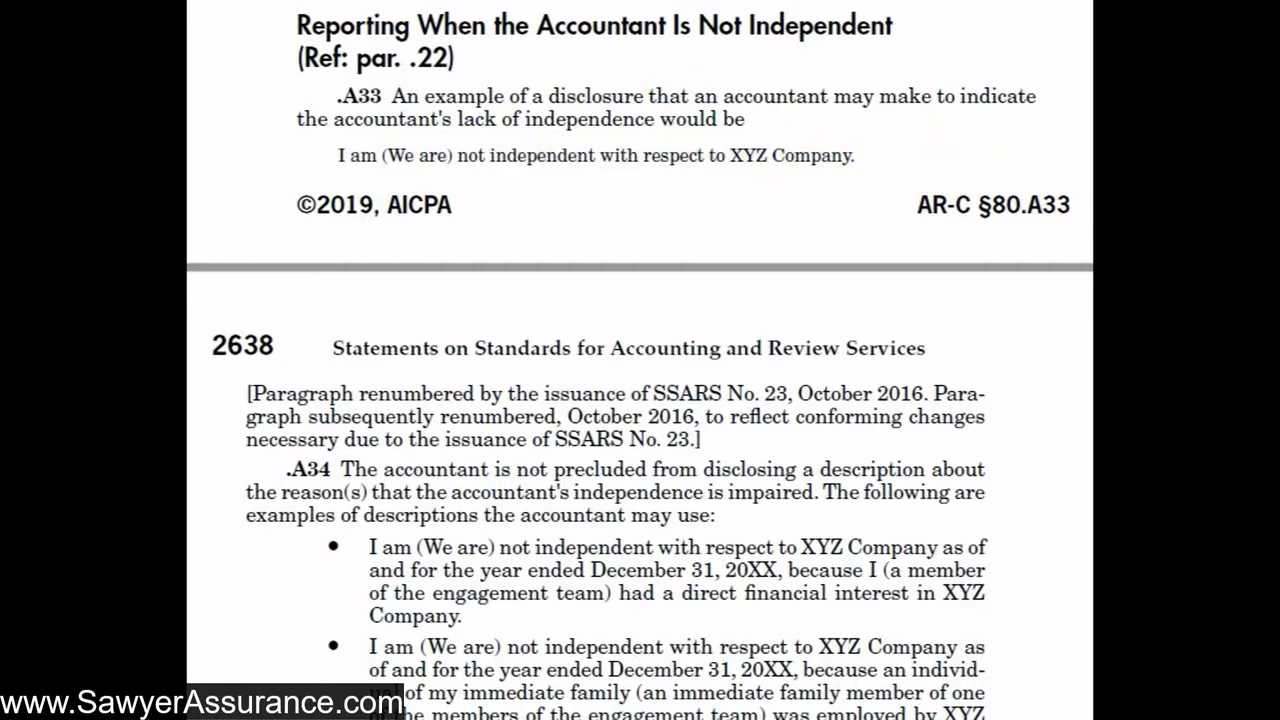 Reporting When the Accountant Is Not Independent
(Ref: par. .22)
.A33 An example of a disclosure that an accountant may make to indicate
the accountant's lack of independence would be
I am (We are) not independent with respect to XYZ Company.
©2019, AICPA AR-C §80.A33
2638 Statements on Standards for Accounting and Review Services
[Paragraph renumbered by the issuance of SSARS No. 23, October 2016. Para-
graph subsequently renumbered, October 2016, to reflect conforming changes
necessary due to the issuance of SSARS No. 23.]
.A34 The accountant is not precluded from disclosing a description about
the reason(s) that the accountant's independence is impaired. The following are
examples of descriptions the accountant may use:
• I am (We are) not independent with respect to XYZ Company as of
and for the year ended December 31, 20XX, because I (a member
of the engagement team) had a direct financial interest in XYZ
Company.
• I am (We are) not independent with respect to XYZ Company as
of and for the year ended December 31, 20XX, because an individ-
ual of my immediate family (an immediate family member of one
of the members of the engagement team) was employed by XYZ
www.SawyerAssurance.com